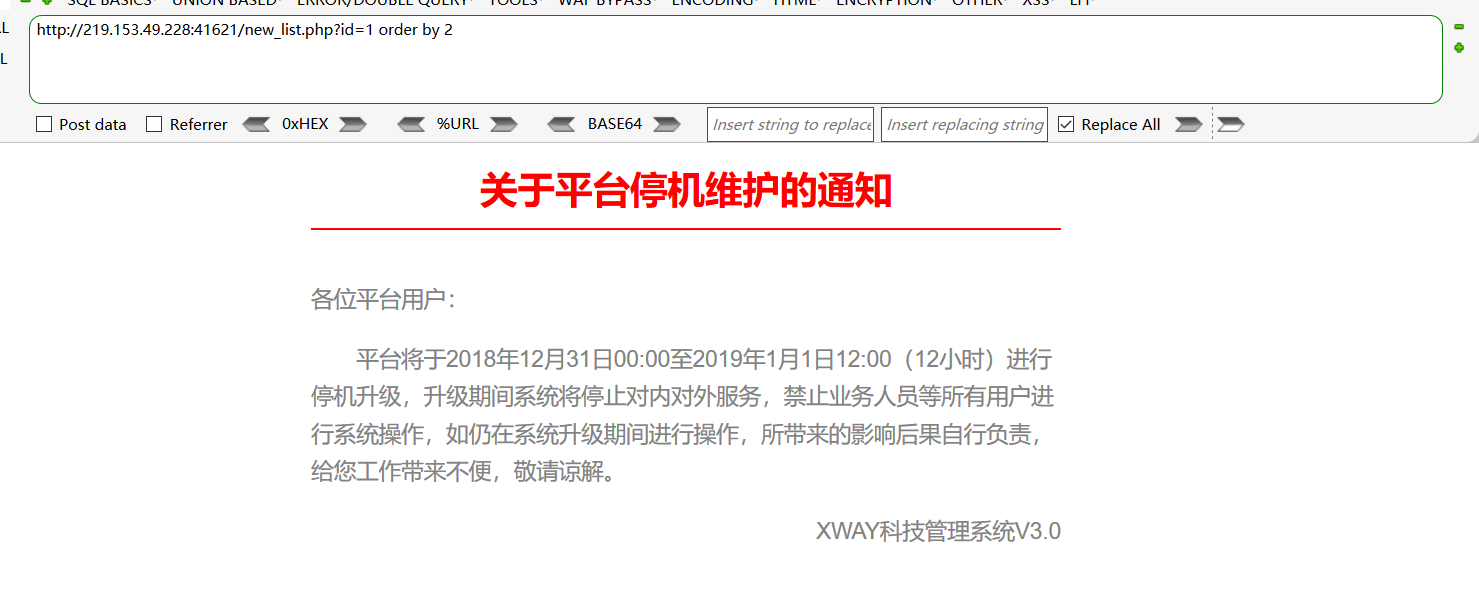 SQL BASICS UNION BASED ERROR/DOUBLE QUERY TOOLS WAF BYPASS ENCODING HTML ENCRYPTION OTHER XSS LFI
L http://219.153.49.228:41621/new_list.php?id=1 order by 2
L
Post data Referrer 0xHEX %URL BASE64 Insert string to replace Insert replacing string Replace All
关于平台停机维护的通知
各位平台用户：
平台将于2018年12月31日00:00至2019年1月1日12:00（12小时）进行
停机升级，升级期间系统将停止对内对外服务，禁止业务人员等所有用户进
行系统操作，如仍在系统升级期间进行操作，所带来的影响后果自行负责，
给您工作带来不便，敬请谅解。
XWAY科技管理系统V3.0